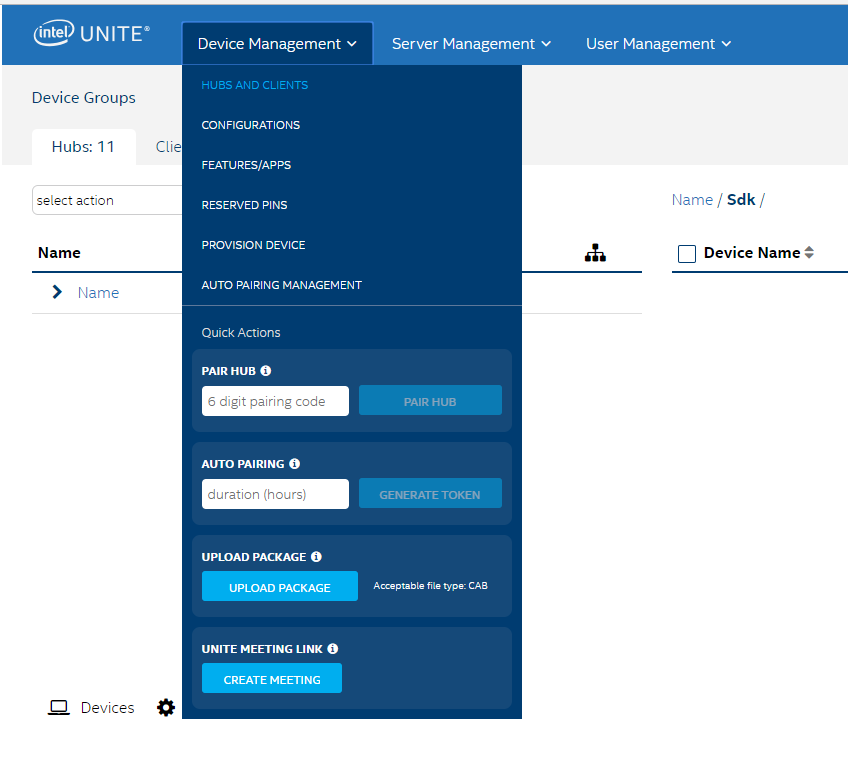 intel UNITE®
Device Management
Server Management
User Management
HUBS AND CLIENTS
Device Groups
CONFIGURATIONS
Hubs: 11
Clie
FEATURES/APPS
select action
RESERVED PINS
Name / Sdk /
PROVISION DEVICE
Name
Device Name
AUTO PAIRING MANAGEMENT
Name
Quick Actions
PAIR HUB
6 digit pairing code
PAIR HUB
AUTO PAIRING
duration (hours)
GENERATE TOKEN
UPLOAD PACKAGE
UPLOAD PACKAGE
Acceptable file type: CAB
UNITE MEETING LINK
CREATE MEETING
Devices